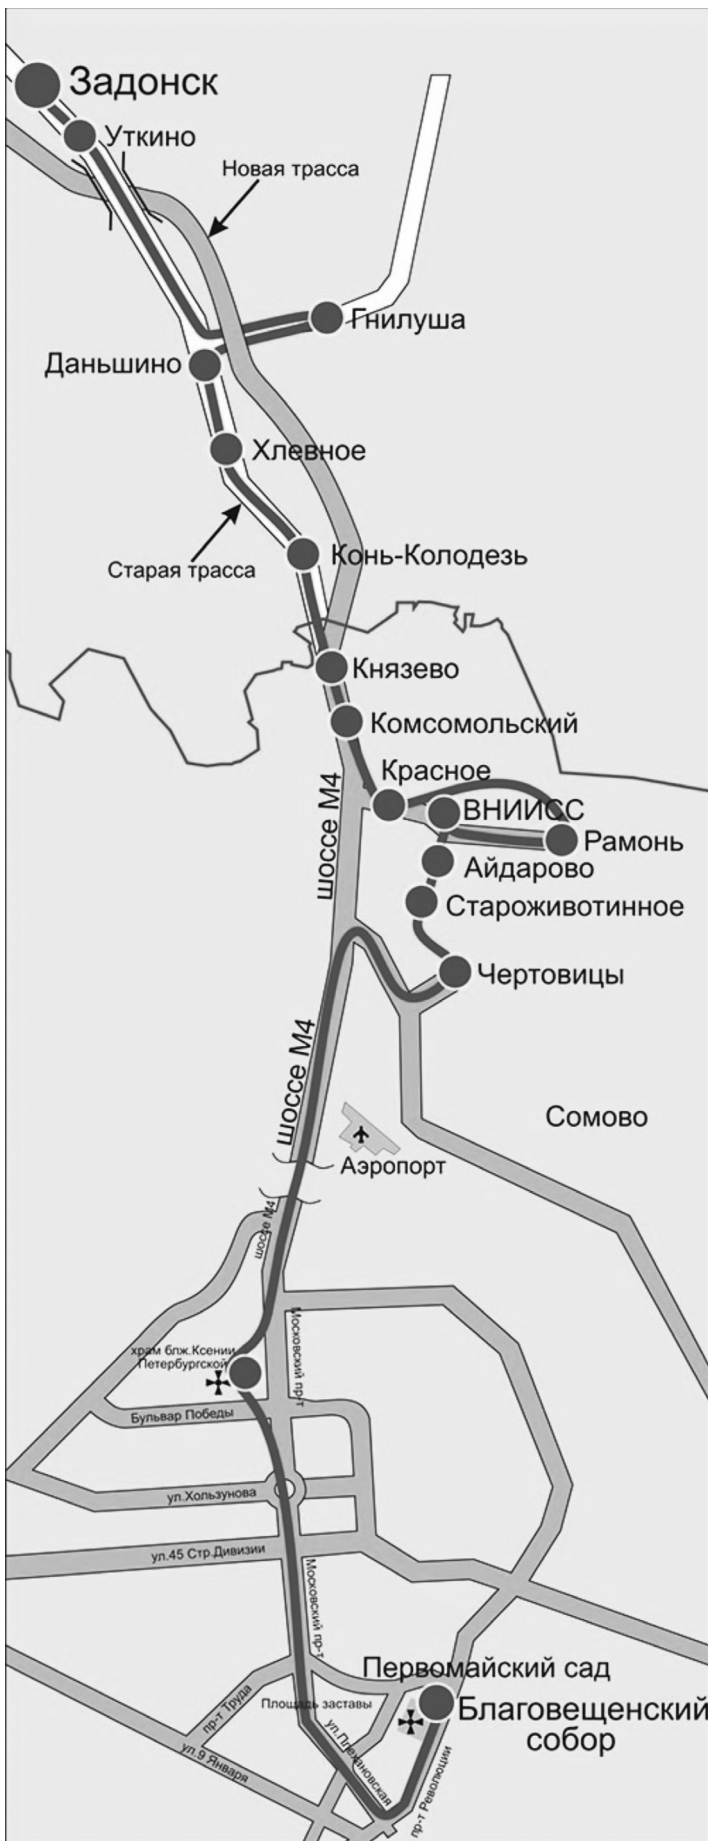 Задонск
Уткино
Новая трасса
Гнилуша
Даньшино
Хлевное
Конь-Колодезь
Старая трасса
Князево
Комсомольский
Красное
шоссе М4
ВНИИСС
Рамонь
Айдарово
Староживотинное
Чертовицы
шоссе М4
Сомово
Аэропорт
шоссе М4
Московский пр-т
храм блж.Ксении
Петербургской
Бульвар Победы
ул.Хользунова
ул.45 Стр.Дивизии
Московский пр-т
Первомайский сад
Площадь заставы
пр-т Труда
Благовещенский
собор
ул.Плехановская
ул.9 Января
пр-т Революции